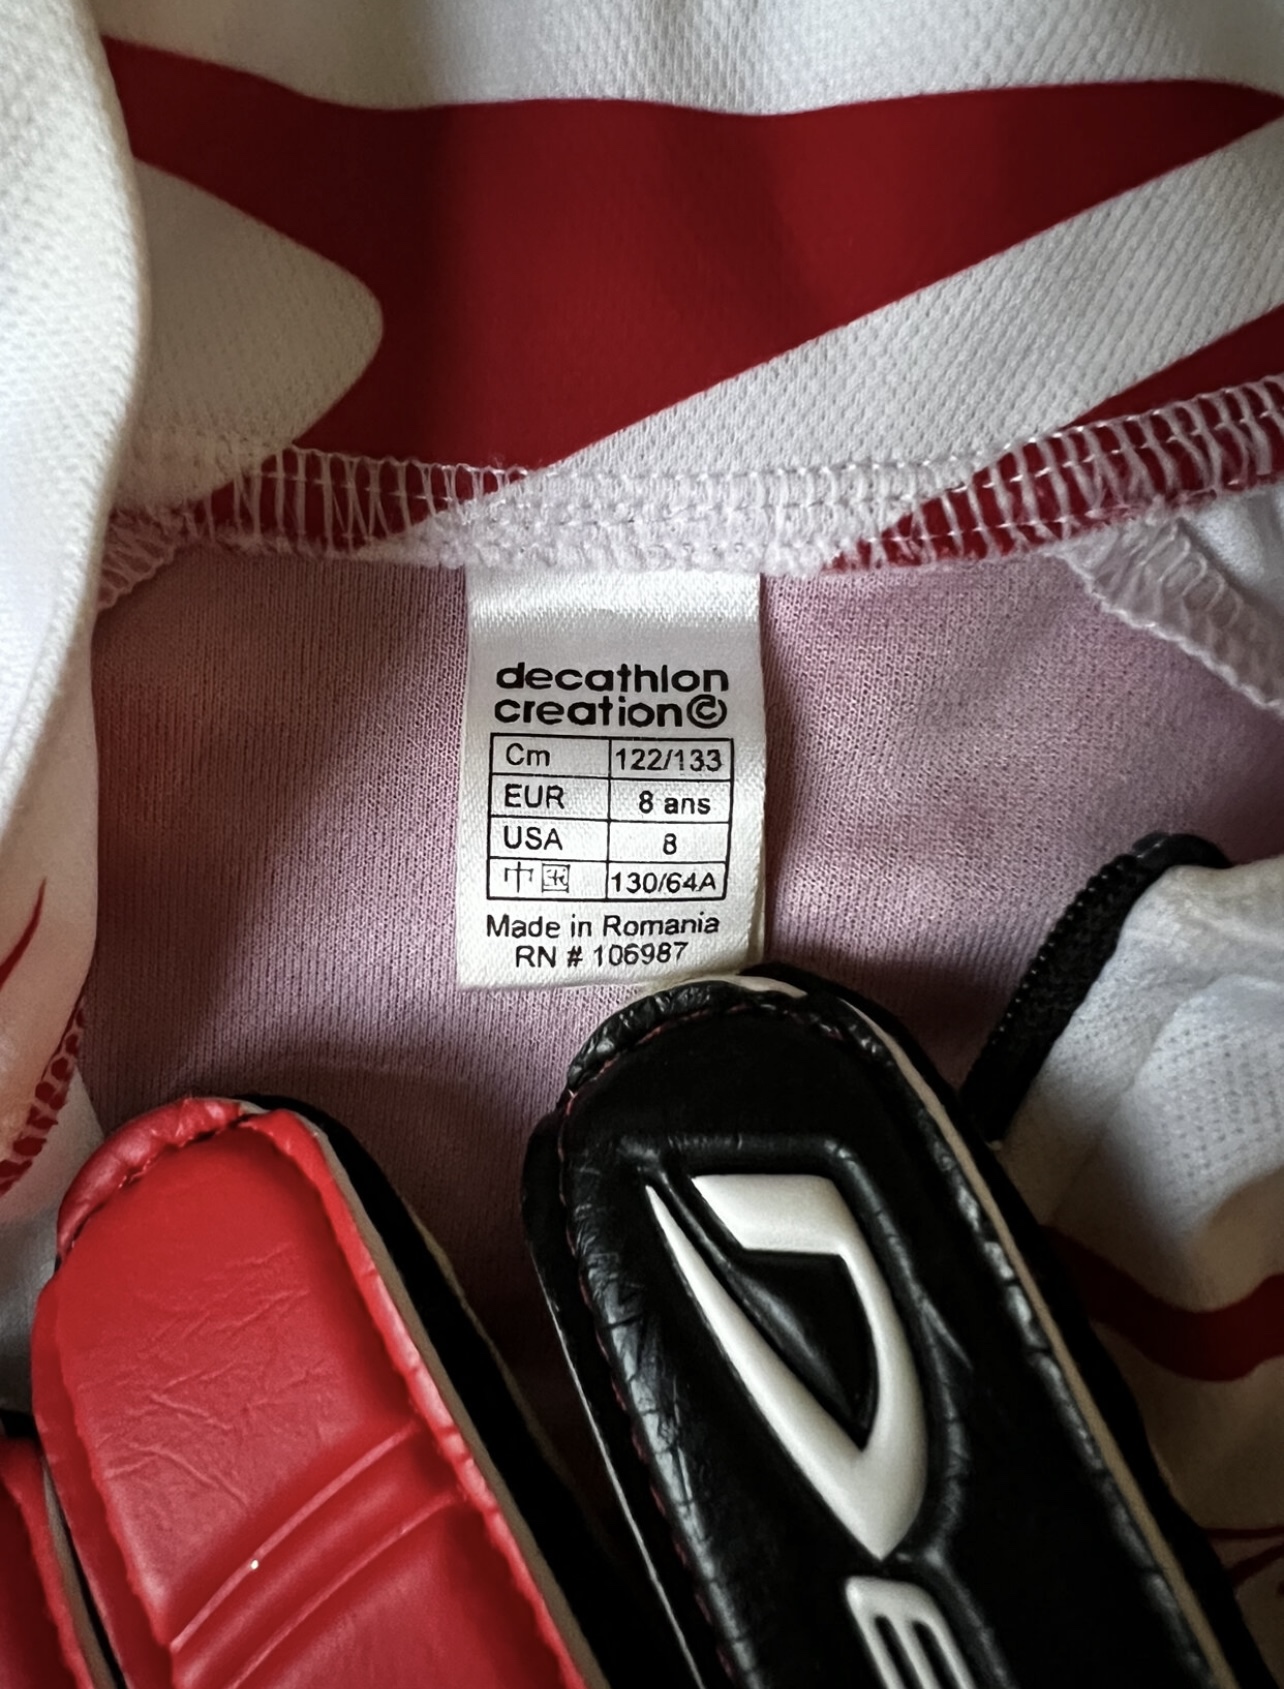 decathlon
creation©
Cm 122/133
EUR 8 ans
USA 8
中国 130/64A
Made in Romania
RN # 106987